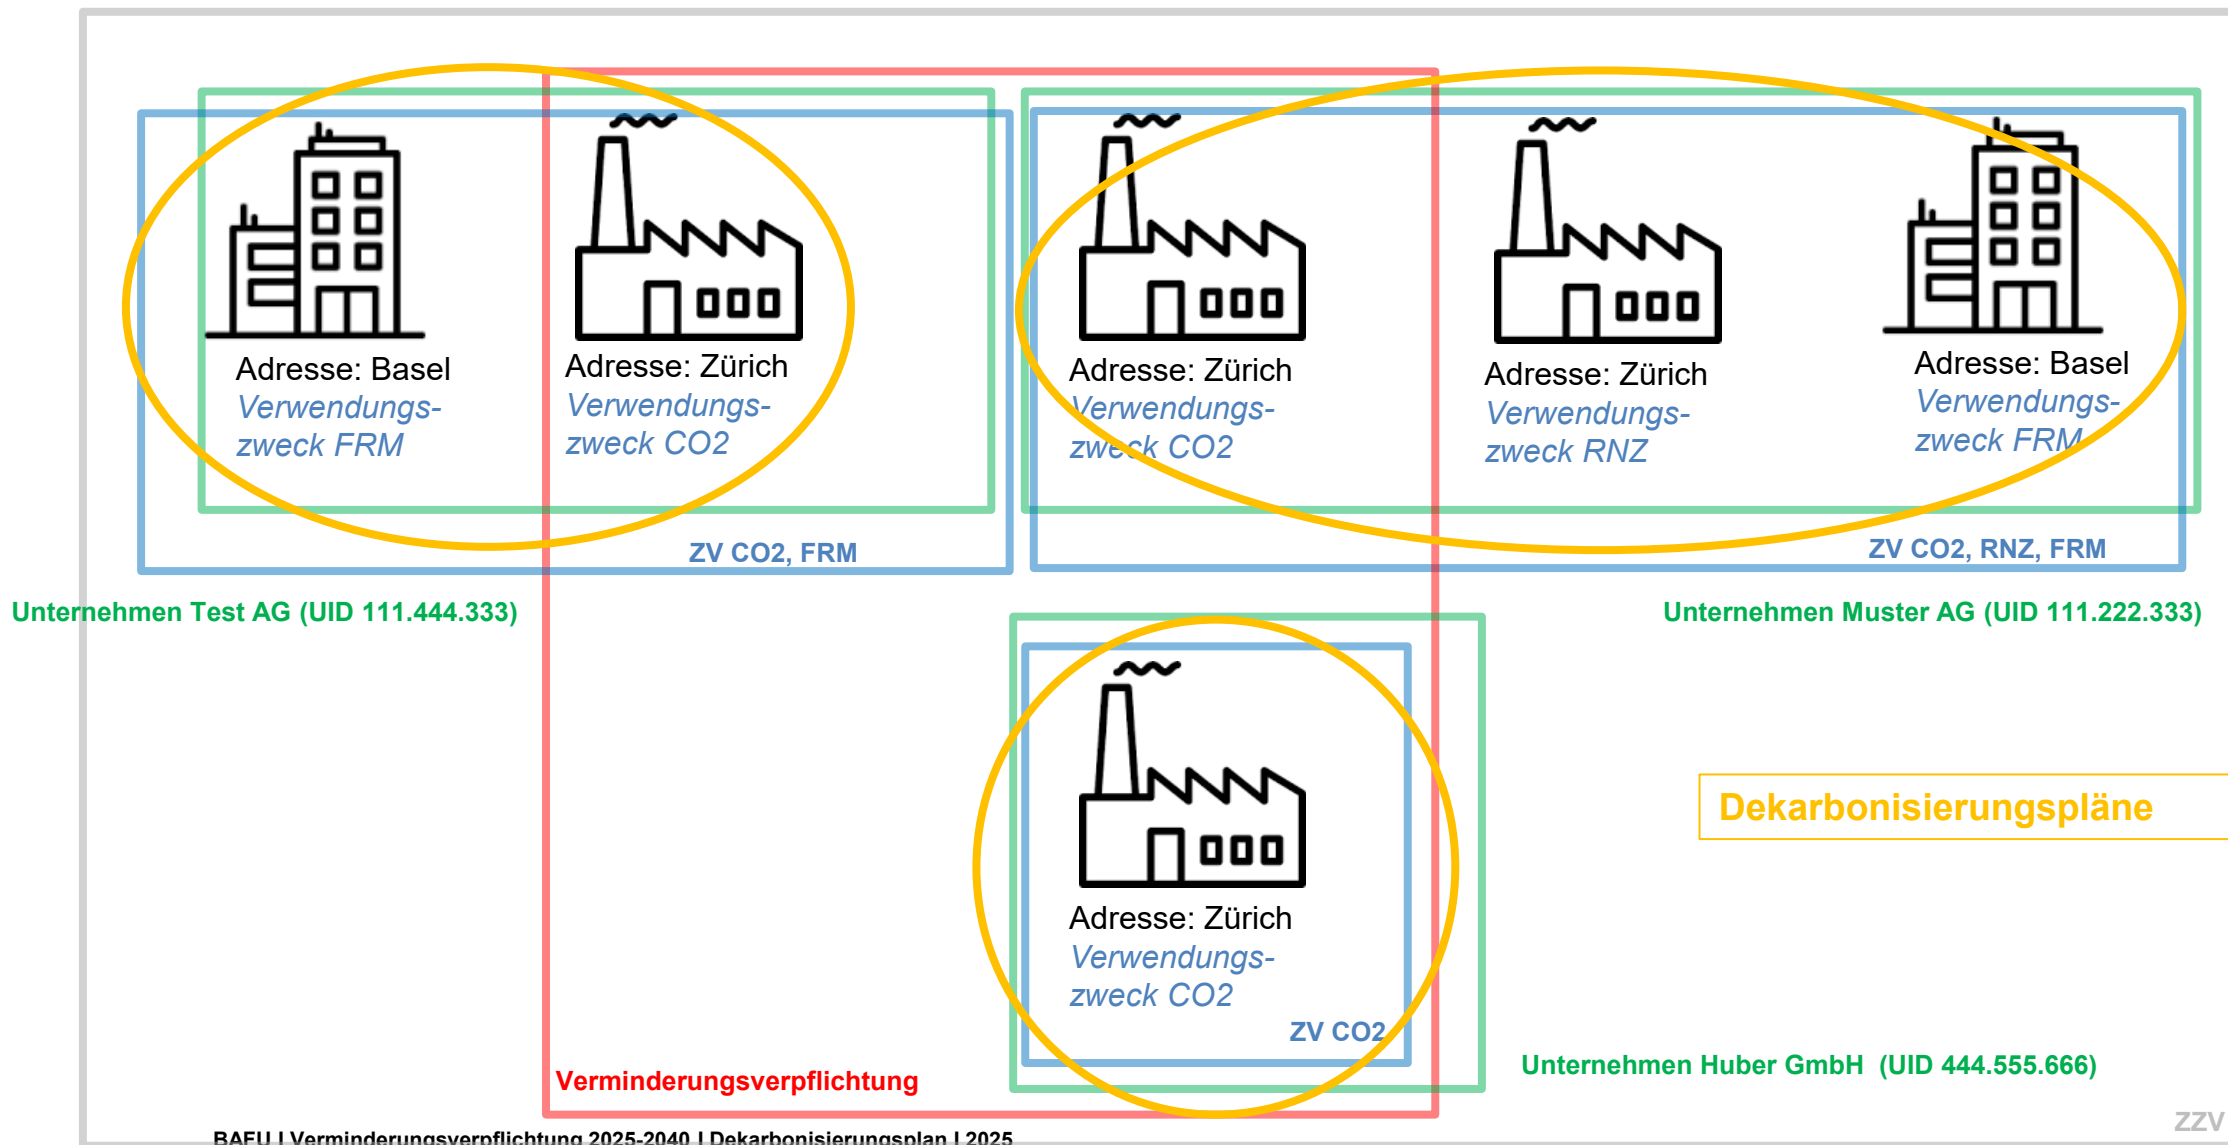 Adresse: Basel
Verwendungs-
zweck FRM
Adresse: Zürich
Verwendungs-
zweck CO2
ZV CO2, FRM
Unternehmen Test AG (UID 111.444.333)
Adresse: Zürich
Verwendungs-
zweck CO2
Adresse: Zürich
Verwendungs-
zweck RNZ
Adresse: Basel
Verwendungs-
zweck FRM
ZV CO2, RNZ, FRM
Unternehmen Muster AG (UID 111.222.333)
Adresse: Zürich
Verwendungs-
zweck CO2
ZV CO2
Dekarbonisierungspläne
Unternehmen Huber GmbH (UID 444.555.666)
Verminderungsverpflichtung
ZZV
BAFU I Verminderungsverpflichtung 2025-2040 I Dekarbonisierungsplan I 2025